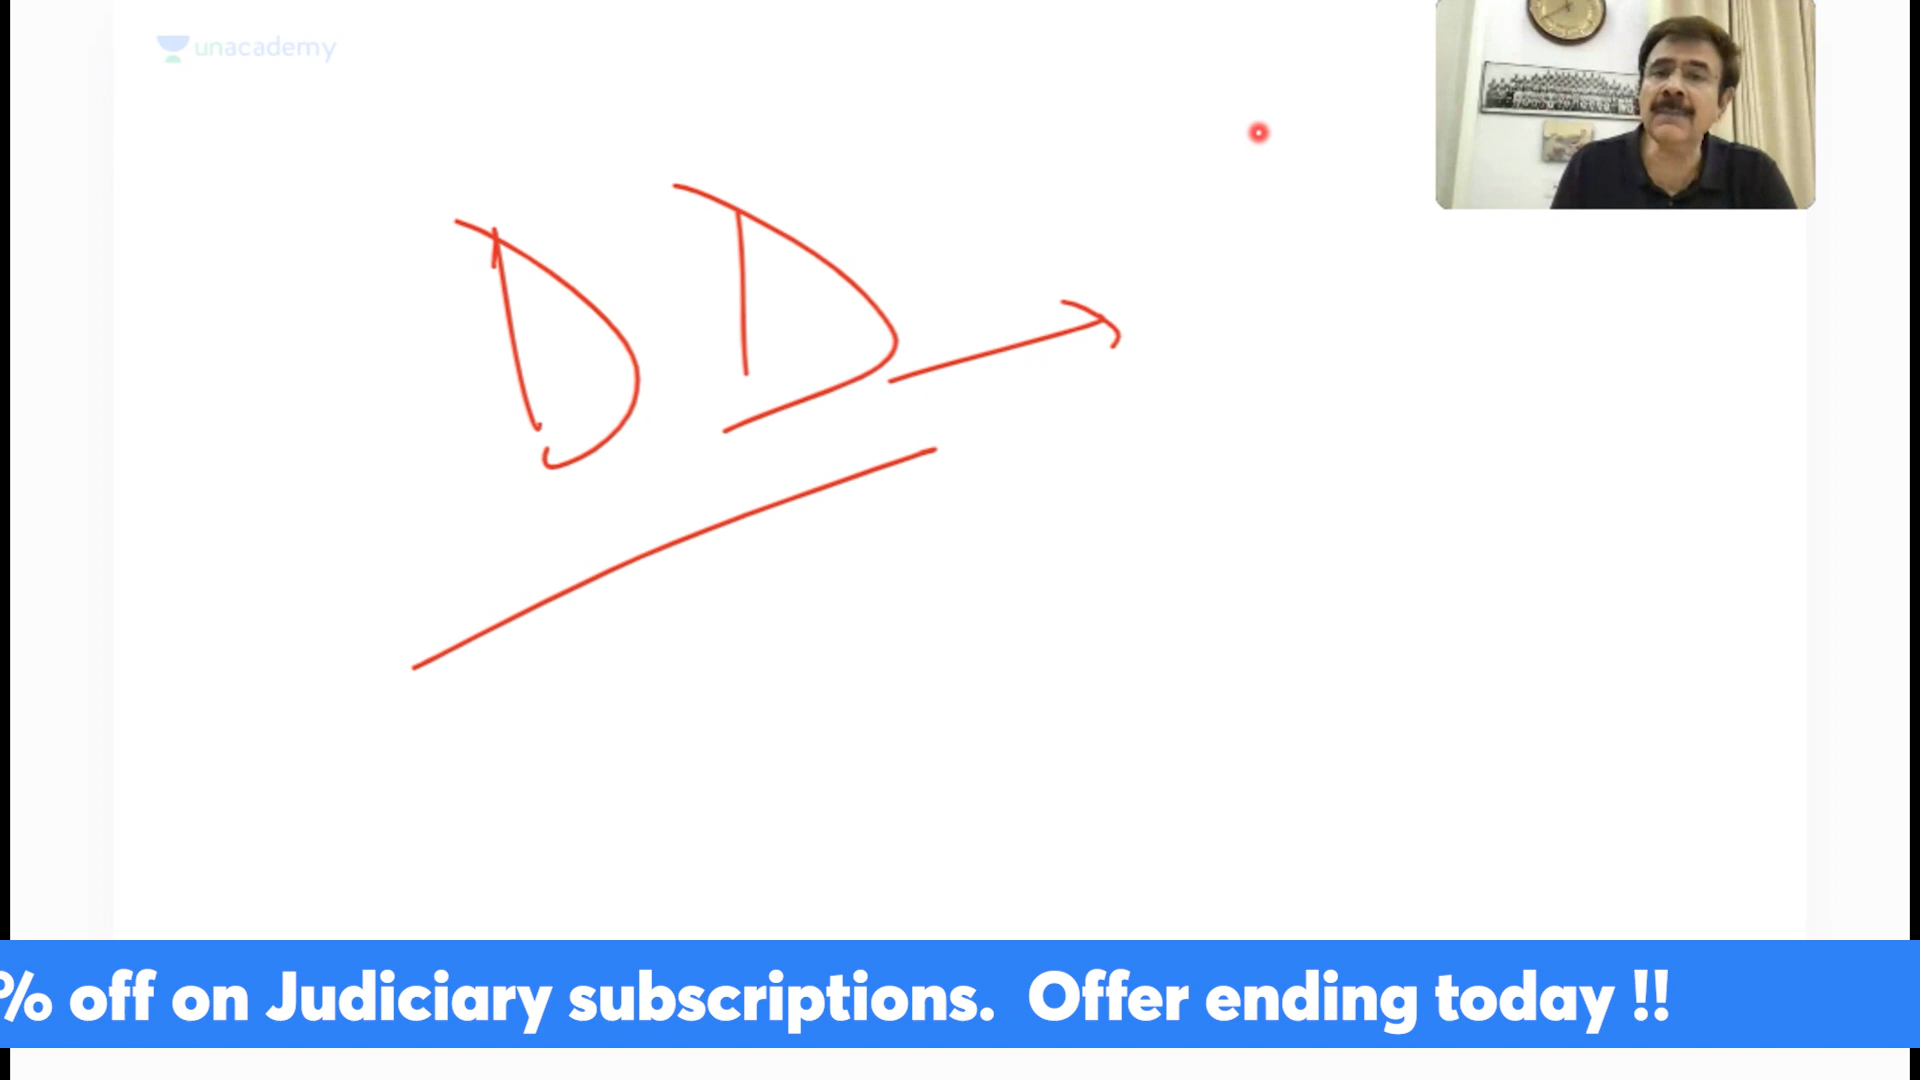 unacademy
DD
% off on Judiciary subscriptions. Offer ending today !!